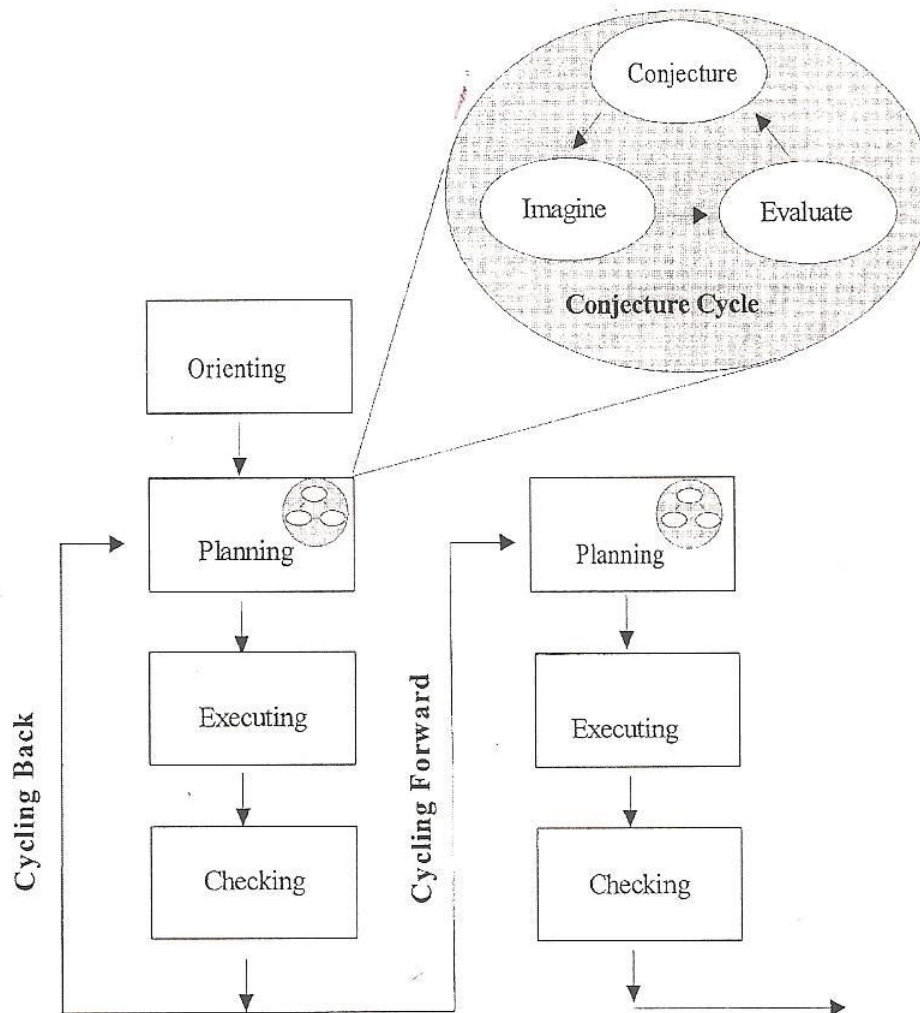 Conjecture
Imagine
Evaluate
Conjecture Cycle
Orienting
Planning
Planning
Cycling Back
Executing
Cycling Forward
Executing
Checking
Checking